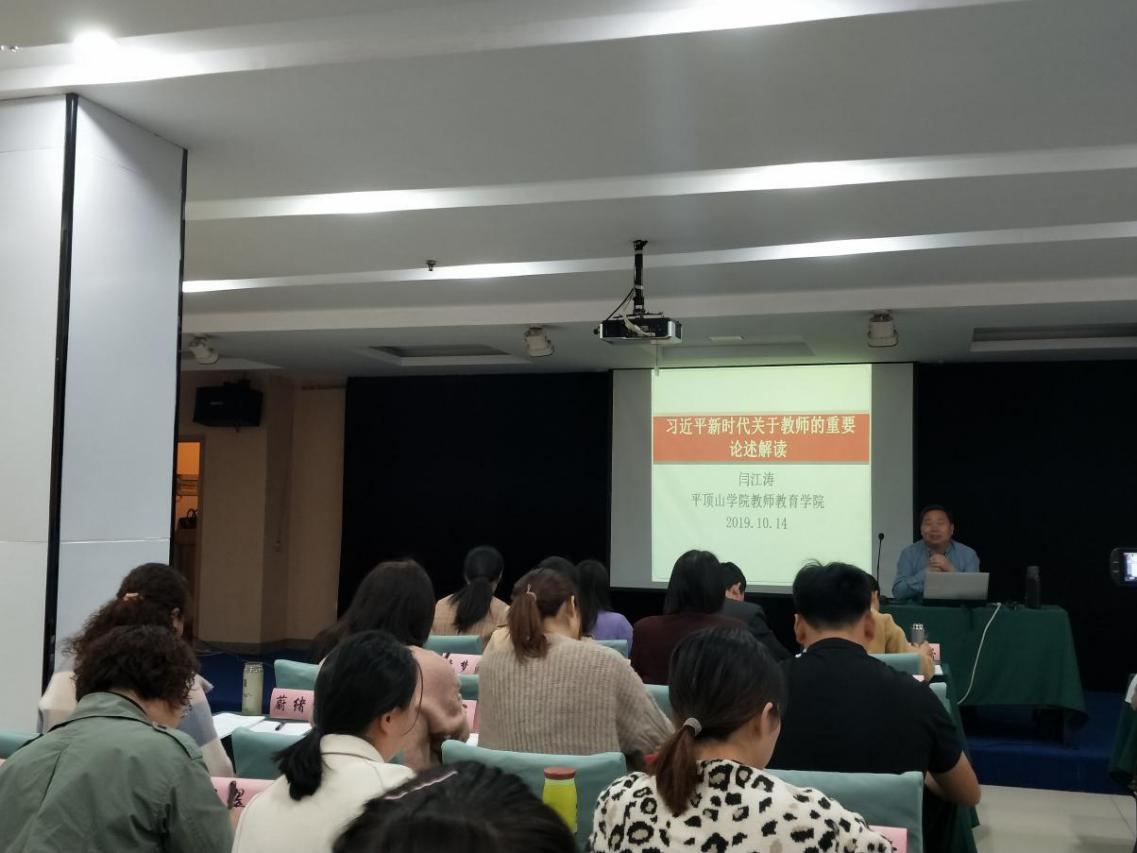 习近平新时代关于教师的重要
论述解读
闫江涛
平顶山学院教师教育学院
2019.10.14
蔚绪